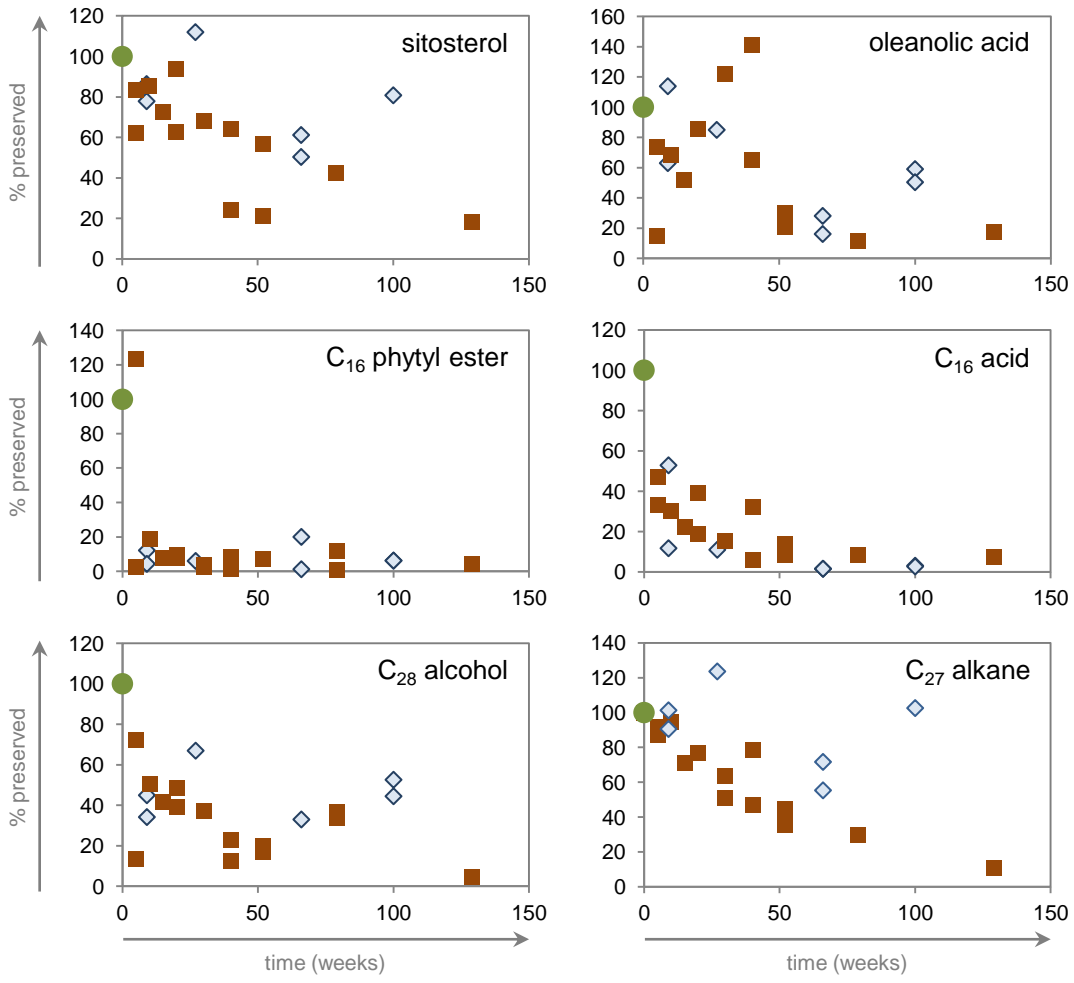 sitosterol
% preserved
120
100
80
60
40
20
0
0 50 100 150
oleanolic acid
160
140
120
100
80
60
40
20
0
0 50 100 150
C₁₆ phytyl ester
% preserved
140
120
100
80
60
40
20
0
0 50 100 150
C₁₆ acid
120
100
80
60
40
20
0
0 50 100 150
C₂₈ alcohol
% preserved
120
100
80
60
40
20
0
0 50 100 150
time (weeks)
C₂₇ alkane
140
120
100
80
60
40
20
0
0 50 100 150
time (weeks)